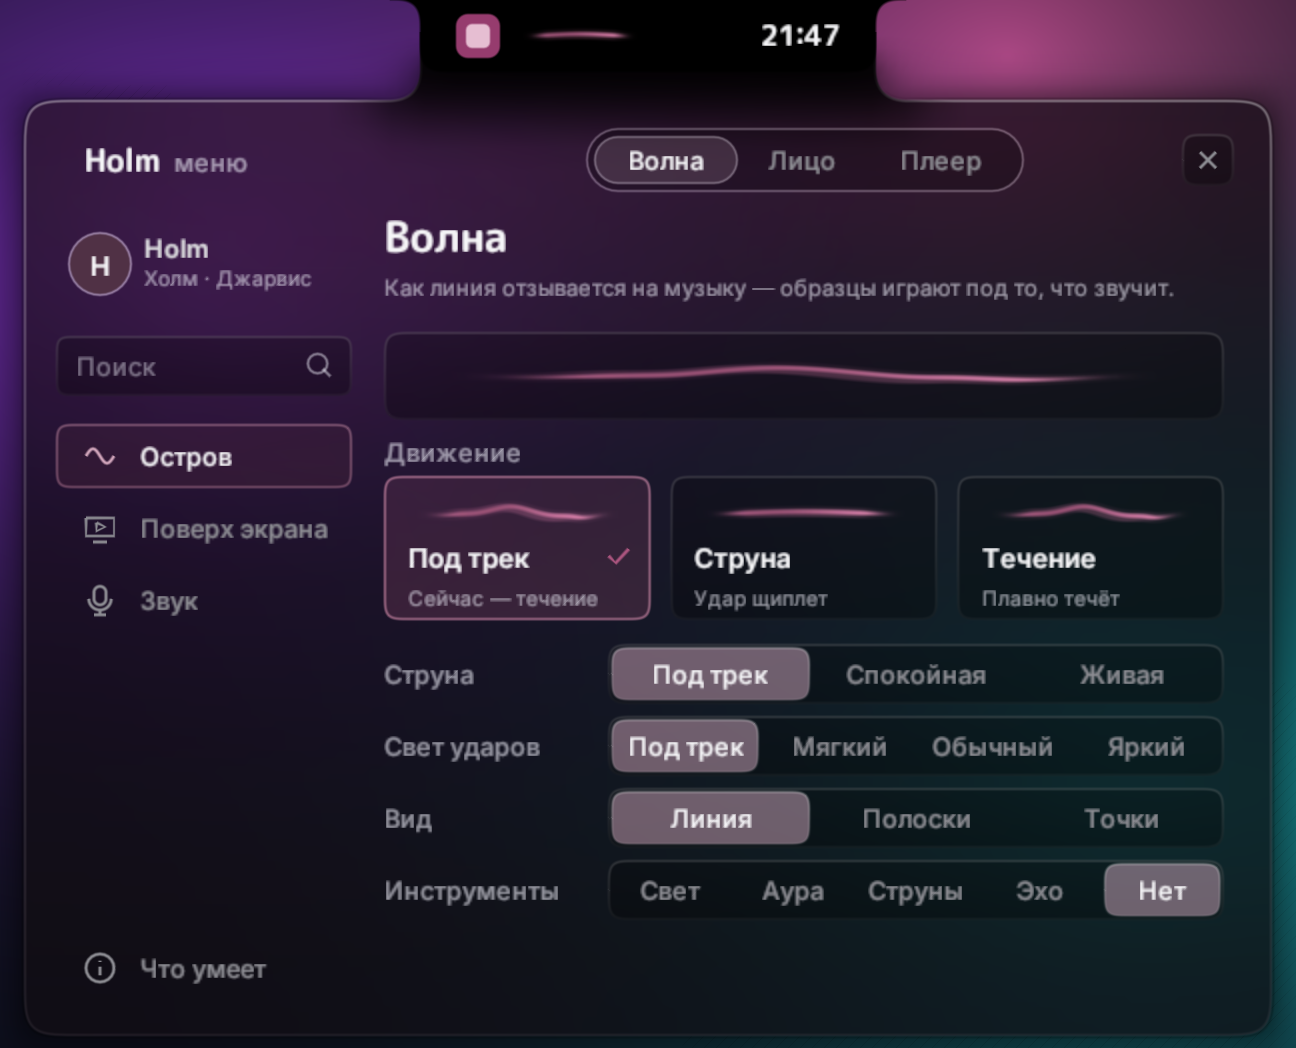 21:47
Holm меню
Волна Лицо Плеер
H
Holm
Холм · Джарвис
Поиск
Остров
Поверх экрана
Звук
Что умеет
Волна
Как линия отзывается на музыку — образцы играют под то, что звучит.
Движение
Под трек
Сейчас — течение
Струна
Удар щиплет
Течение
Плавно течёт
Струна Под трек Спокойная Живая
Свет ударов Под трек Мягкий Обычный Яркий
Вид Линия Полоски Точки
Инструменты Свет Аура Струны Эхо Нет